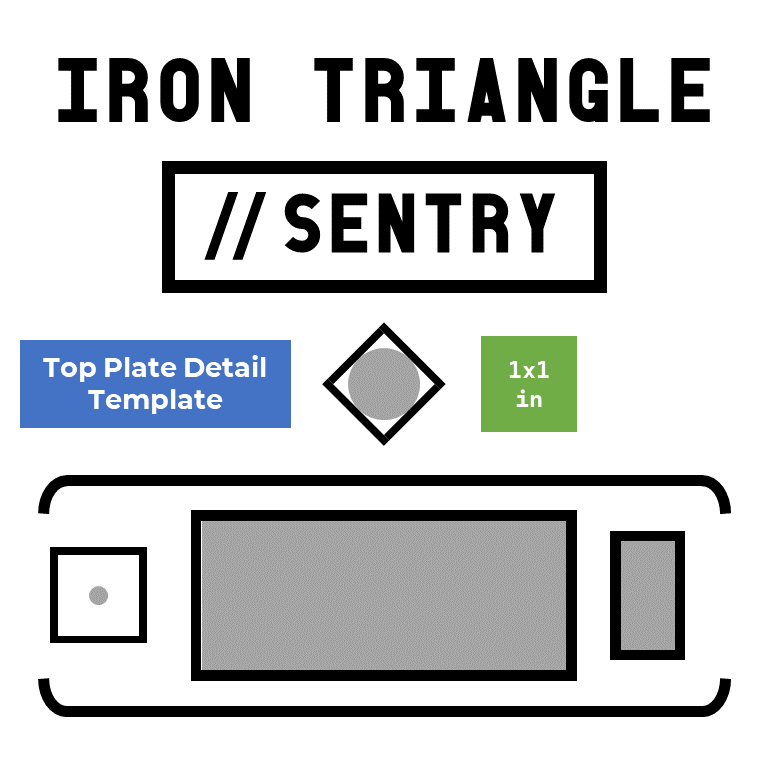 IRON TRIANGLE
//SENTRY
Top Plate Detail
Template
1x1
in